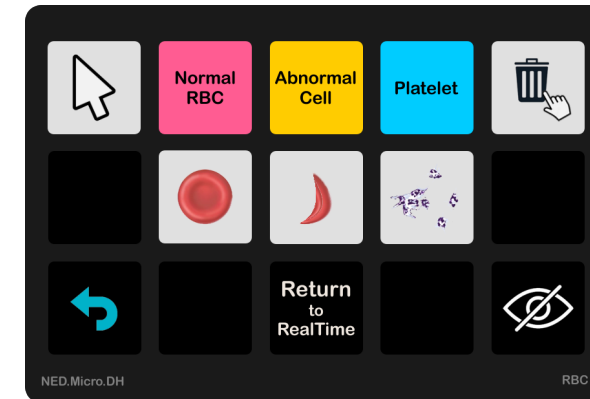 Normal
RBC
Abnormal
Cell
Platelet
Return
to
RealTime
NED.Micro.DH
RBC